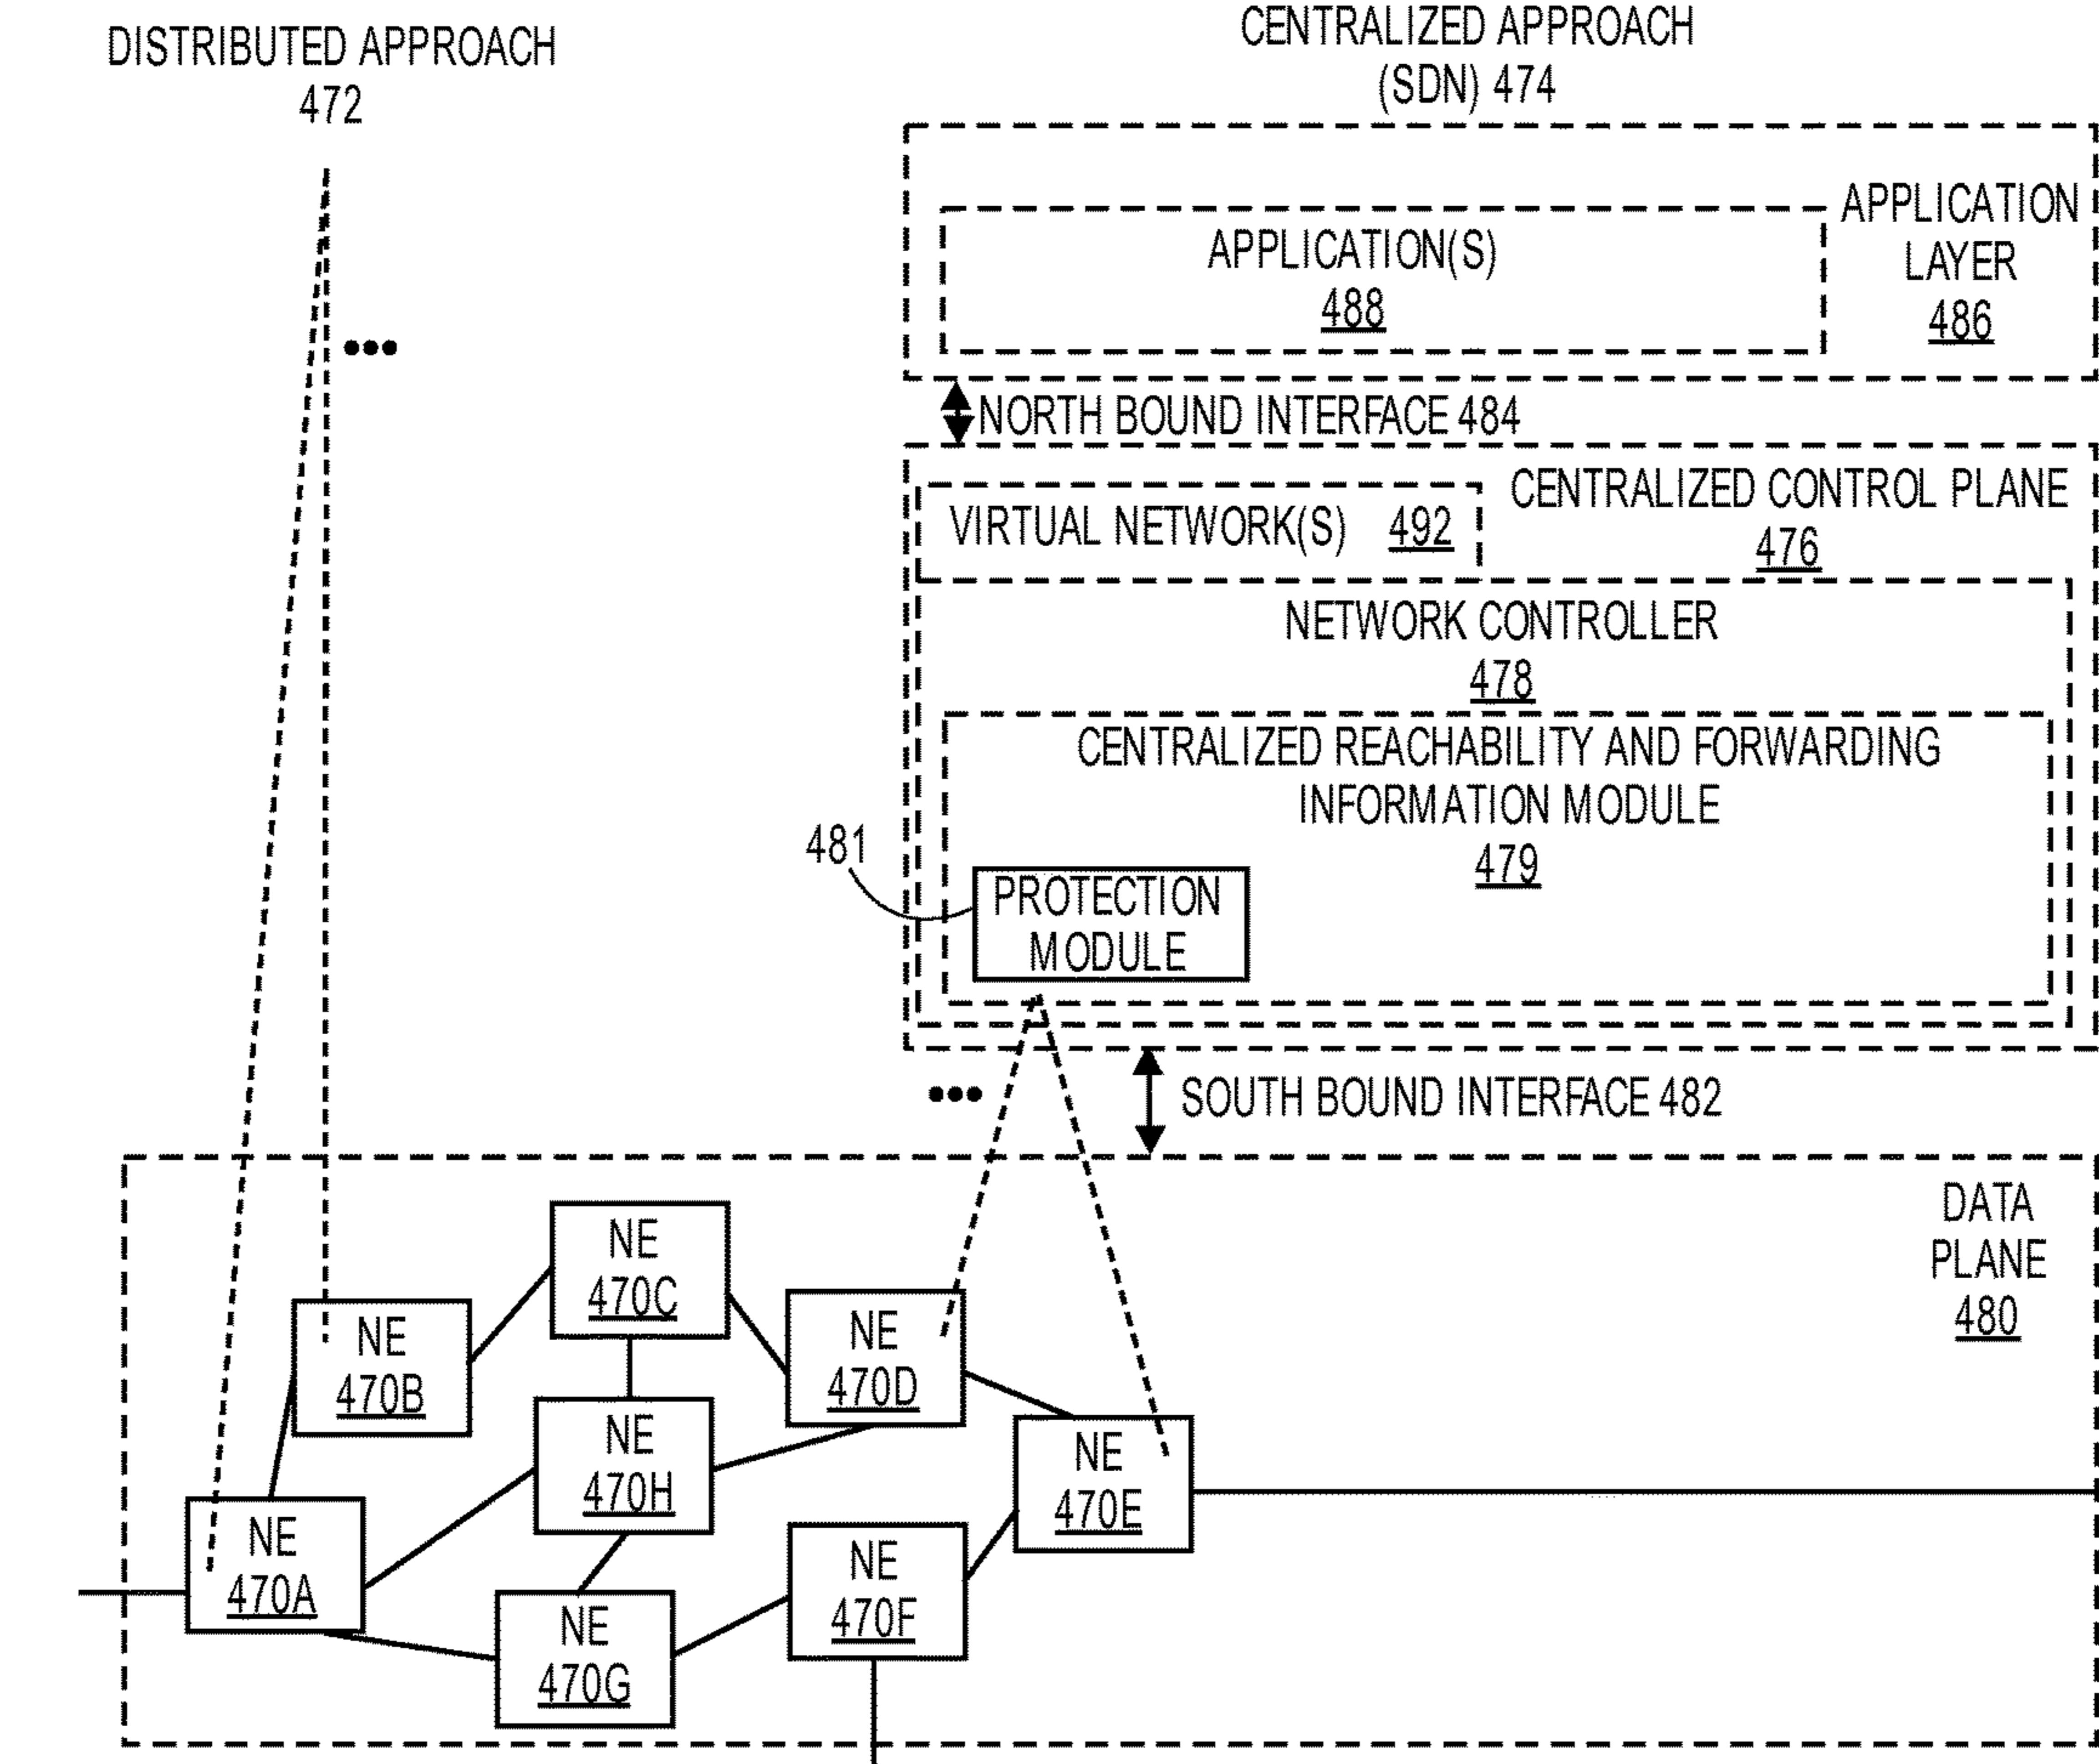 DISTRIBUTED APPROACH
472
CENTRALIZED APPROACH
(SDN) 474
APPLICATION(S)
488
APPLICATION
LAYER
486
NORTH BOUND INTERFACE 484
VIRTUAL NETWORK(S) 492
CENTRALIZED CONTROL PLANE
476
NETWORK CONTROLLER
478
CENTRALIZED REACHABILITY AND FORWARDING
INFORMATION MODULE
479
481
PROTECTION
MODULE
SOUTH BOUND INTERFACE 482
DATA
PLANE
480
NE
470C
NE
470B
NE
470D
NE
470H
NE
470E
NE
470A
NE
470F
NE
470G